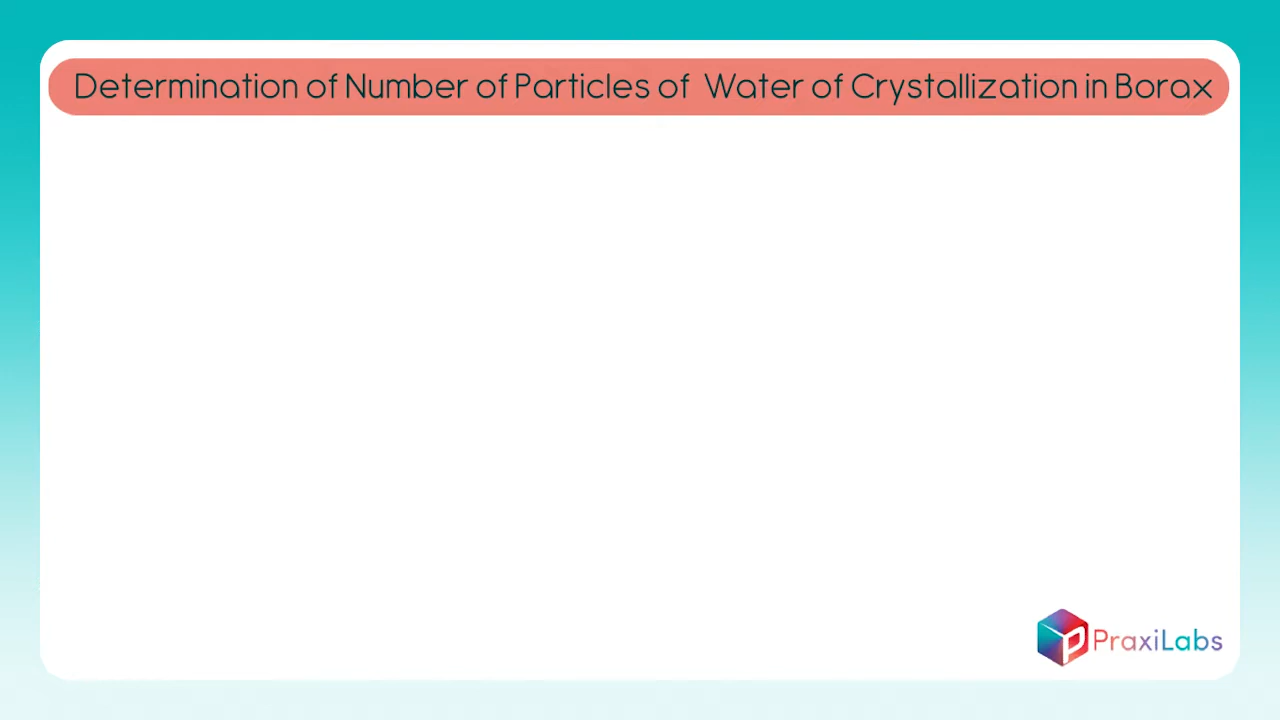 Determination of Number of Particles of Water of Crystallization in Borax
PraxiLabs